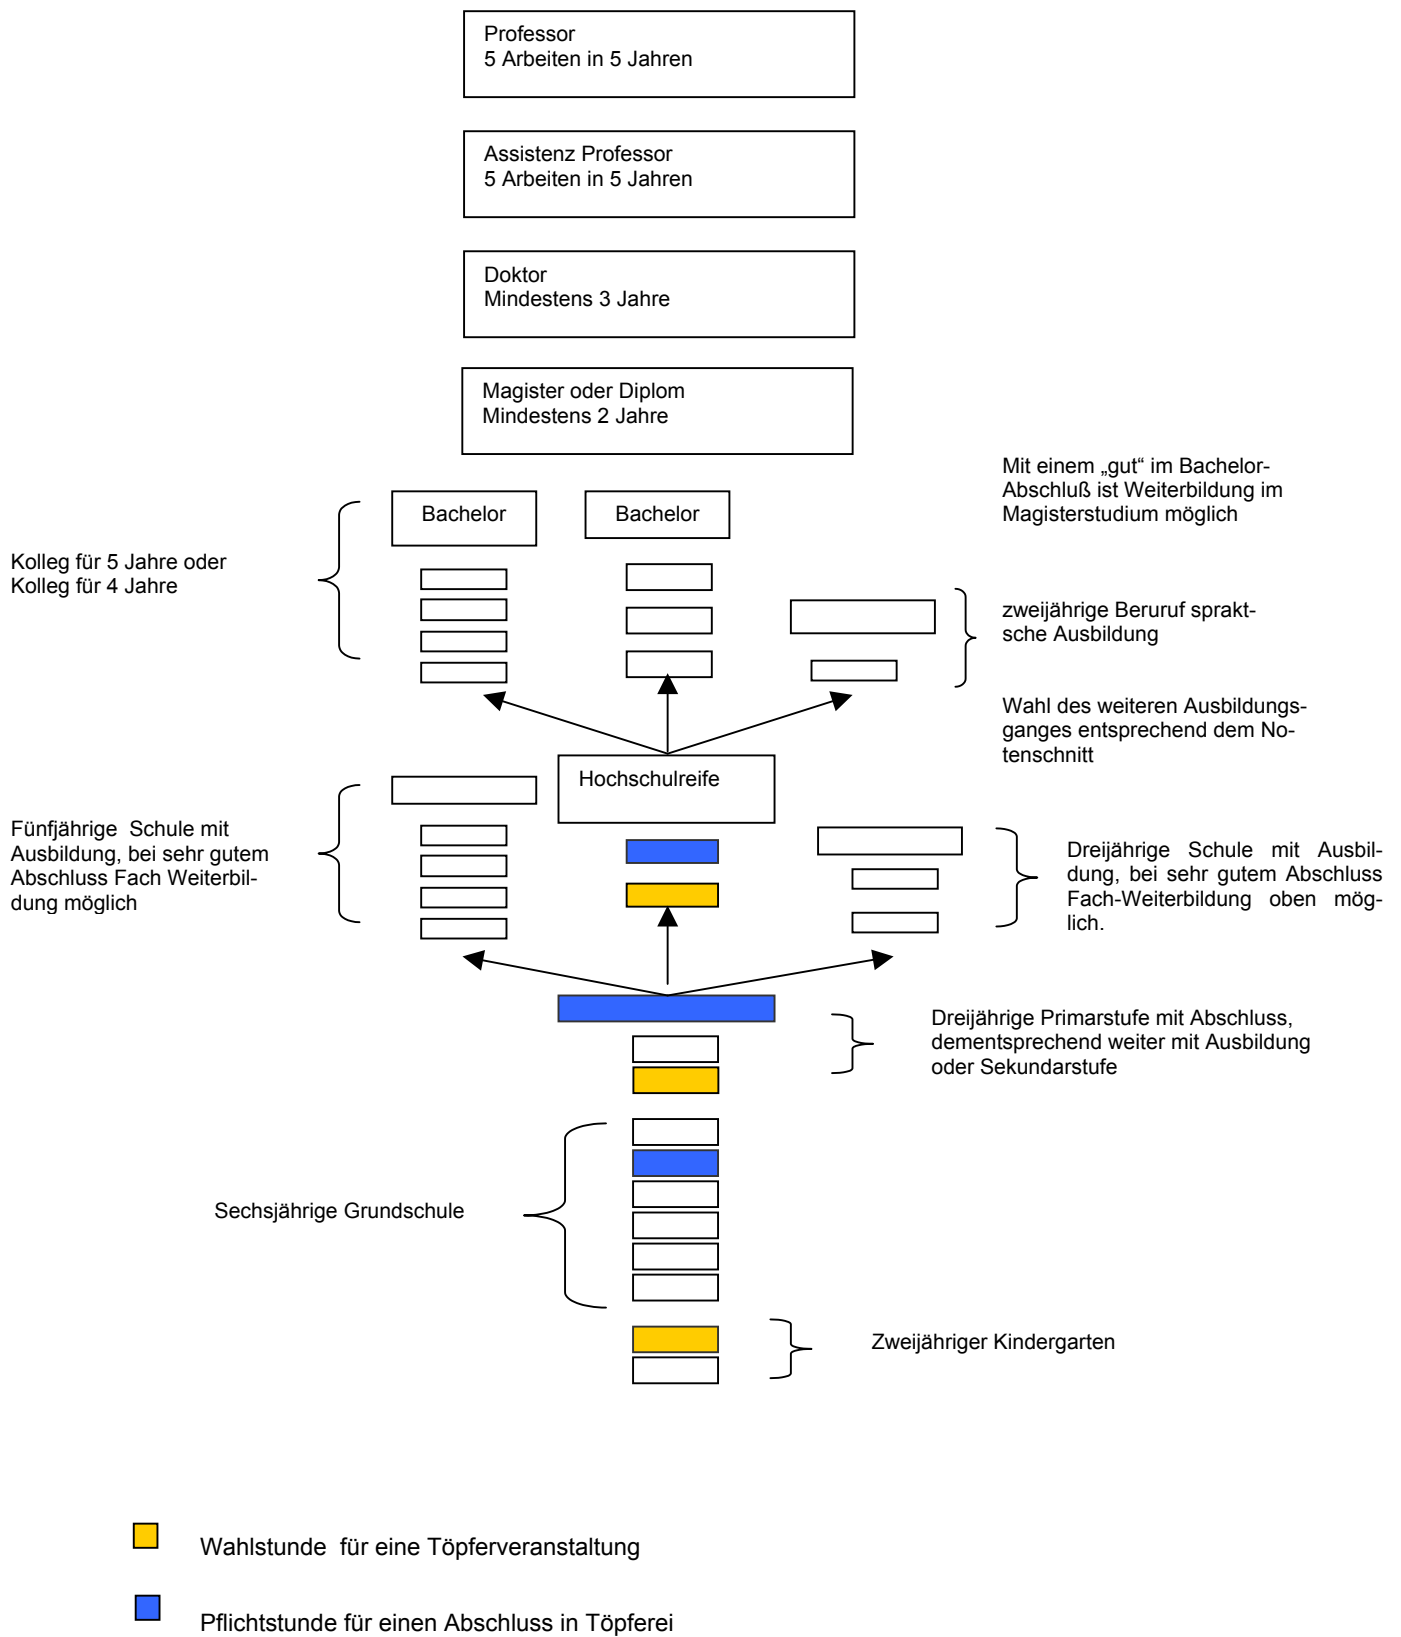 Professor
5 Arbeiten in 5 Jahren
Assistenz Professor
5 Arbeiten in 5 Jahren
Doktor
Mindestens 3 Jahre
Magister oder Diplom
Mindestens 2 Jahre
Mit einem „gut“ im Bachelor-
Abschluß ist Weiterbildung im
Magisterstudium möglich
Bachelor
Bachelor
Kolleg für 5 Jahre oder
Kolleg für 4 Jahre
zweijährige Beruruf sprakt-
sche Ausbildung
Wahl des weiteren Ausbildungs-
ganges entsprechend dem No-
tenschnitt
Hochschulreife
Fünfjährige  Schule mit
Ausbildung, bei sehr gutem
Abschluss Fach Weiterbil-
dung möglich
Dreijährige Schule mit Ausbil-
dung, bei sehr gutem Abschluss
Fach-Weiterbildung oben mög-
lich.
Dreijährige Primarstufe mit Abschluss,
dementsprechend weiter mit Ausbildung
oder Sekundarstufe
Sechsjährige Grundschule
Zweijähriger Kindergarten
Wahlstunde  für eine Töpferveranstaltung
Pflichtstunde für einen Abschluss in Töpferei